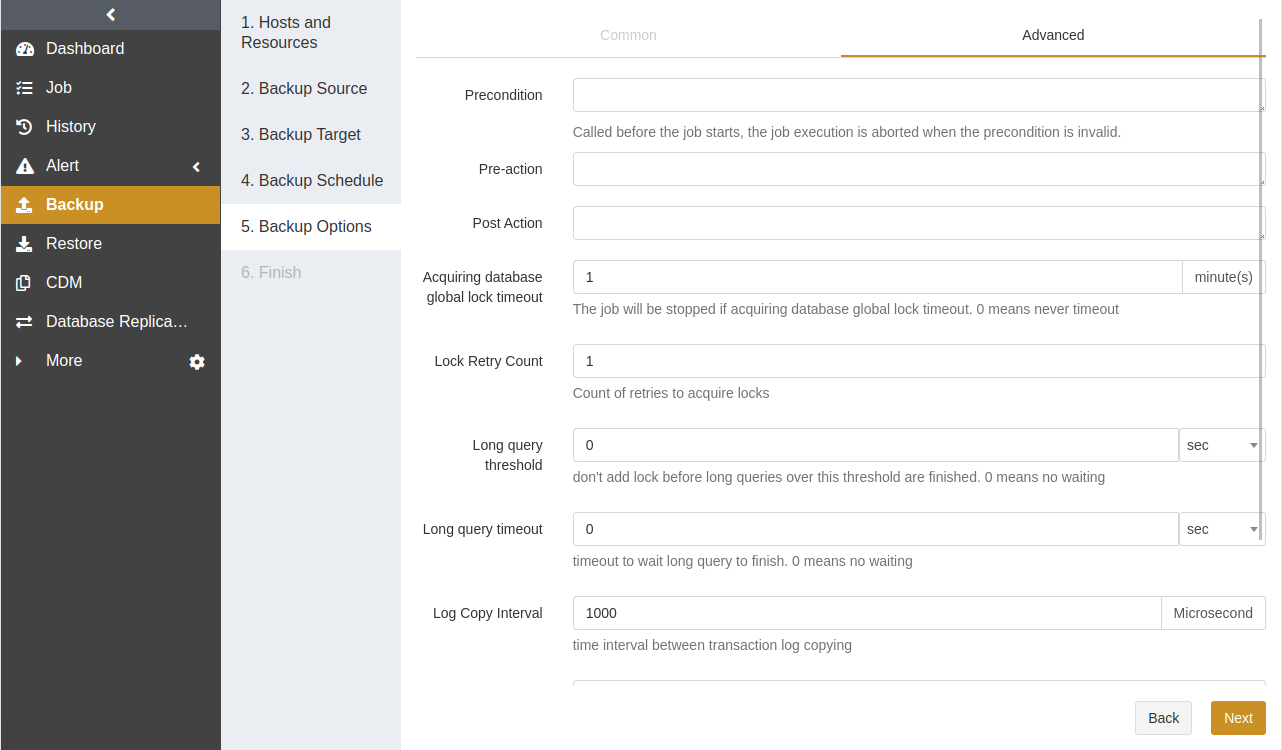 Dashboard
Job
History
Alert
Backup
Restore
CDM
Database Replica…
More
1. Hosts and
Resources
2. Backup Source
3. Backup Target
4. Backup Schedule
5. Backup Options
6. Finish
Common
Advanced
Precondition
Called before the job starts, the job execution is aborted when the precondition is invalid.
Pre-action
Post Action
Acquiring database
global lock timeout
1
minute(s)
The job will be stopped if acquiring database global lock timeout. 0 means never timeout
Lock Retry Count
1
Count of retries to acquire locks
Long query
threshold
0
sec
don't add lock before long queries over this threshold are finished. 0 means no waiting
Long query timeout
0
sec
timeout to wait long query to finish. 0 means no waiting
Log Copy Interval
1000
Microsecond
time interval between transaction log copying
Back
Next